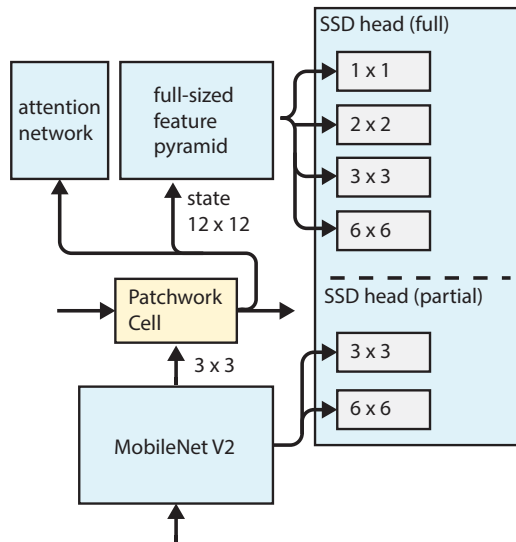 SSD head (full)
1 x 1
2 x 2
3 x 3
6 x 6
attention
network
full-sized
feature
pyramid
state
12 x 12
Patchwork
Cell
SSD head (partial)
3 x 3
6 x 6
3 x 3
MobileNet V2